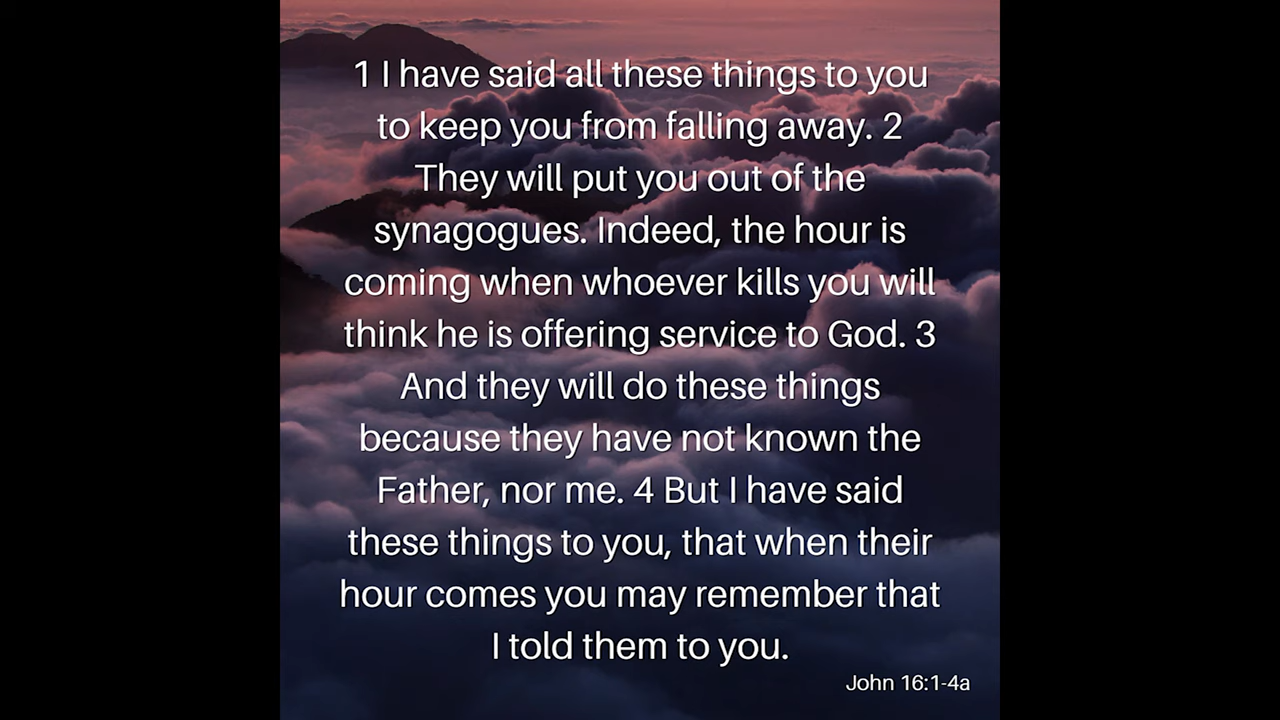 1 I have said all these things to you
to keep you from falling away. 2
They will put you out of the
synagogues. Indeed, the hour is
coming when whoever kills you will
think he is offering service to God. 3
And they will do these things
because they have not known the
Father, nor me. 4 But I have said
these things to you, that when their
hour comes you may remember that
I told them to you.
John 16:1-4a